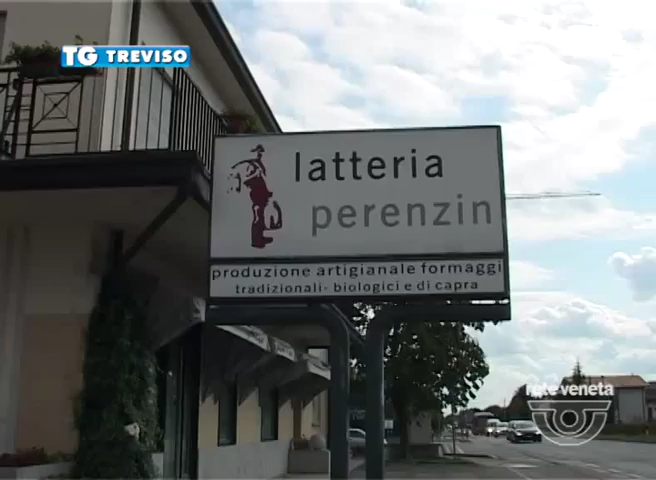 TG TREVISO
latteria
perenzin
produzione artigianale formaggi
tradizionali- biologici e di capra
rete veneta